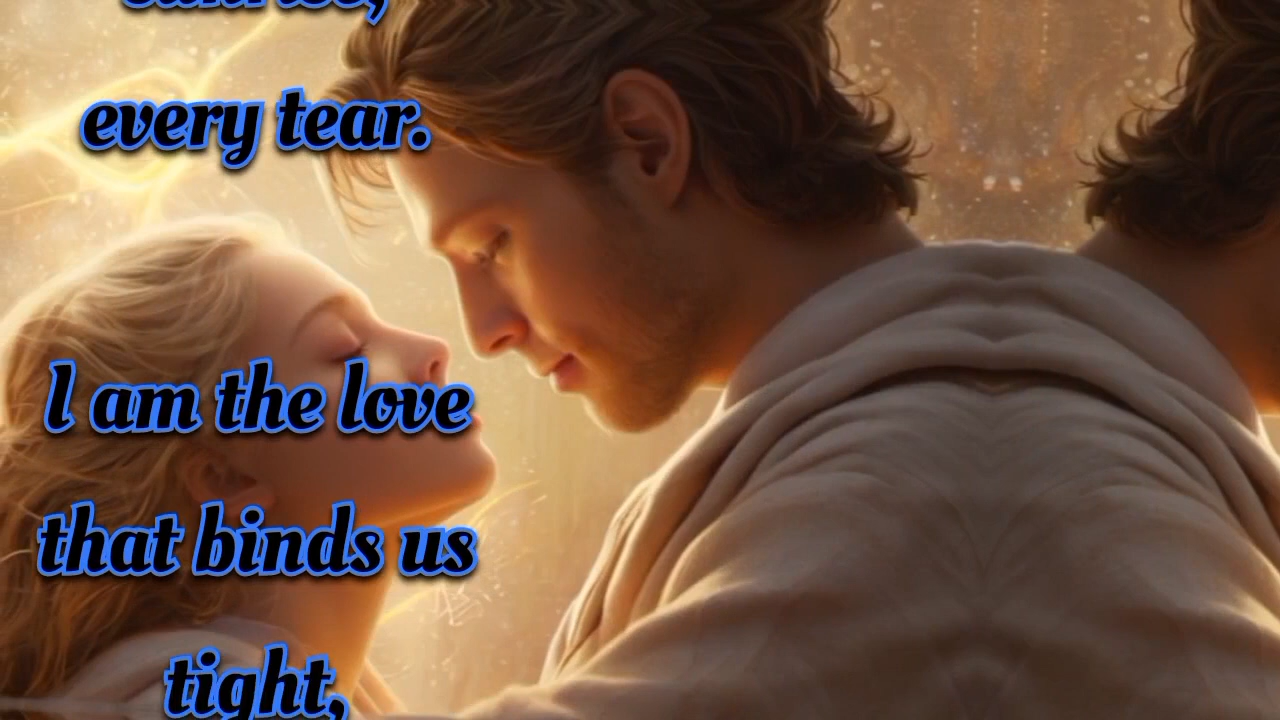 every tear.
I am the love
that binds us
tight,